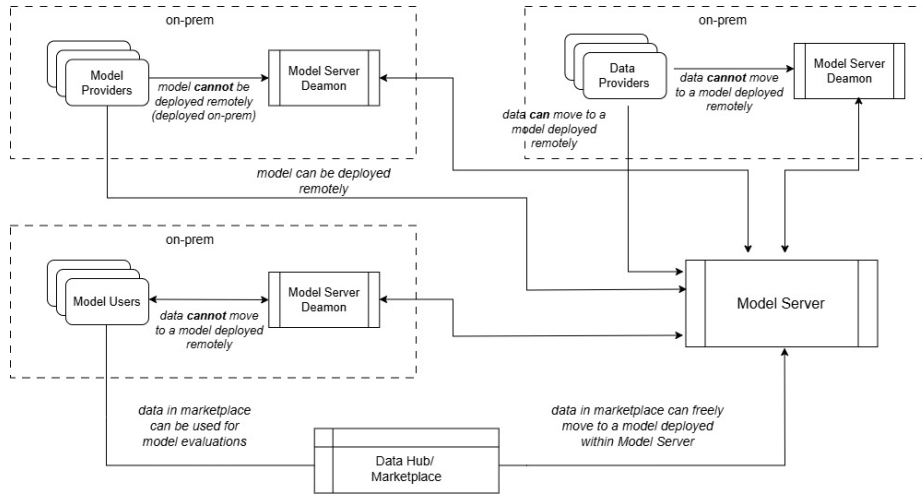 on-prem
Model
Providers
model cannot be
deployed remotely
(deployed on-prem)
Model Server
Deamon
model can be deployed
remotely
on-prem
Data
Providers
data cannot move
to a model deployed
remotely
Model Server
Deamon
data can move to a
model deployed
remotely
on-prem
Model Users
data cannot move
to a model deployed
remotely
Model Server
Deamon
Model Server
data in marketplace
can be used for
model evaluations
Data Hub/
Marketplace
data in marketplace can freely
move to a model deployed
within Model Server